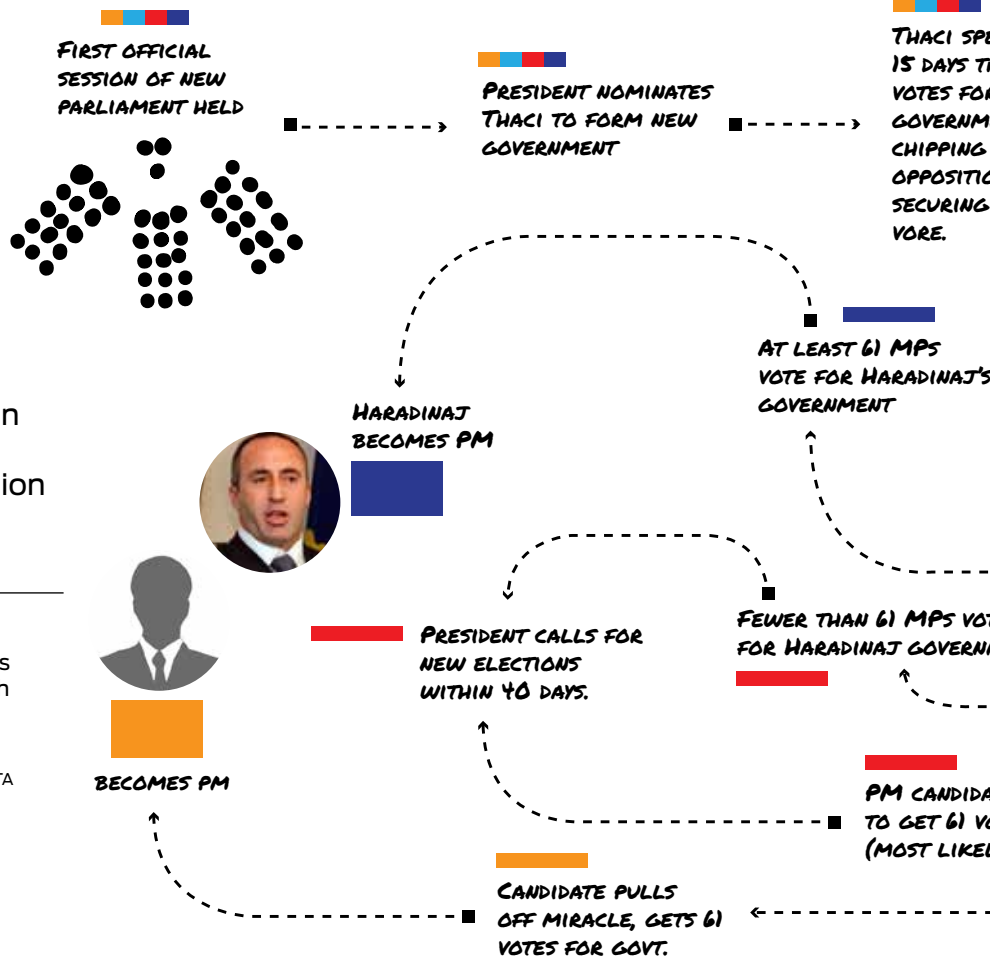 First official
session of new
parliament held
President nominates
Thaci to form new
government
Thaci spe
15 days t
votes for
governm
chipping
oppositio
securing
vore.
At least 61 MPs
vote for Haradinaj's
government
Haradinaj
becomes PM
n
ion
President calls for
new elections
within 40 days.
Fewer than 61 MPs vot
for Haradinaj governm
s
n
TA
becomes PM
PM candida
to get 61 vo
(most likel
Candidate pulls
off miracle, gets 61
votes for govt.